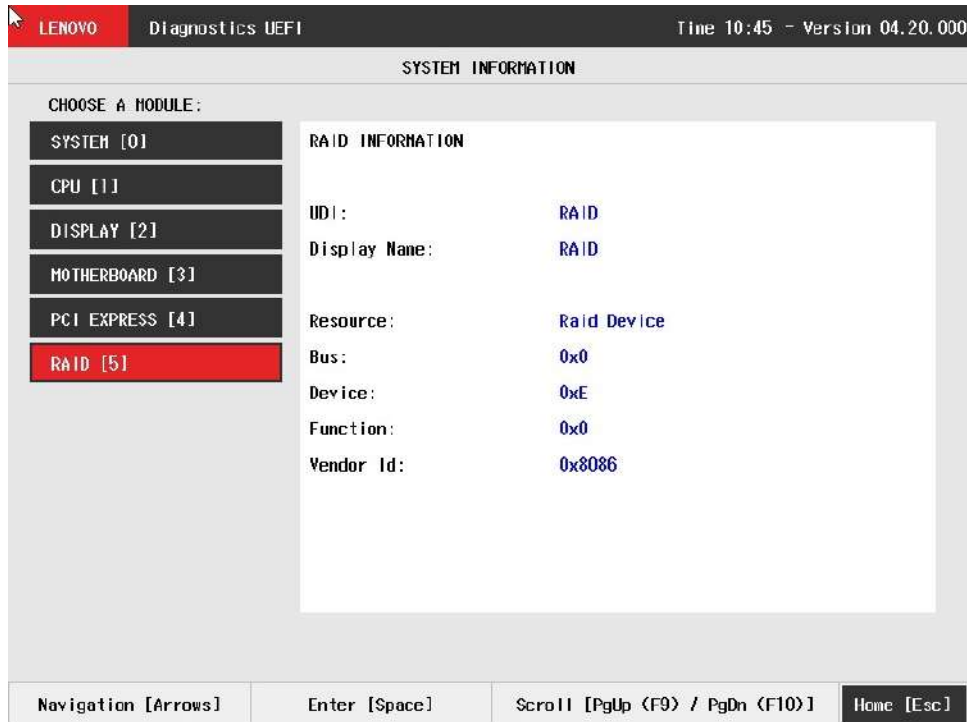 LENOVO Diagnostics UEFI Time 10:45 - Version 04.20.000
SYSTEM INFORMATION
CHOOSE A MODULE:
SYSTEM [0]
CPU [1]
DISPLAY [2]
MOTHERBOARD [3]
PCI EXPRESS [4]
RAID [5]
RAID INFORMATION
UDI: RAID
Display Name: RAID
Resource: Raid Device
Bus: 0x0
Device: 0xE
Function: 0x0
Vendor Id: 0x8086
Navigation [Arrows] Enter [Space] Scroll [PgUp (F9) / PgDn (F10)] Home [Esc]